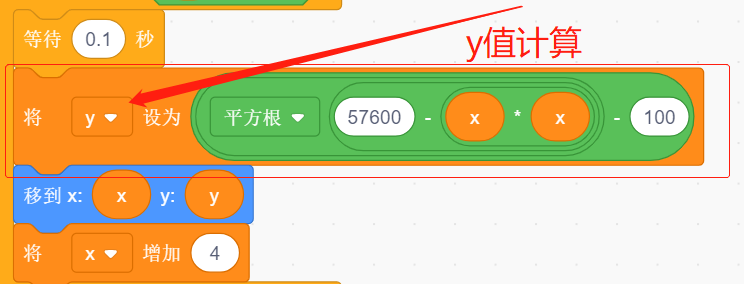 等待 0.1 秒
y值计算
将 y 设为 平方根 57600 - x * x - 100
移到 x: x y: y
将 x 增加 4